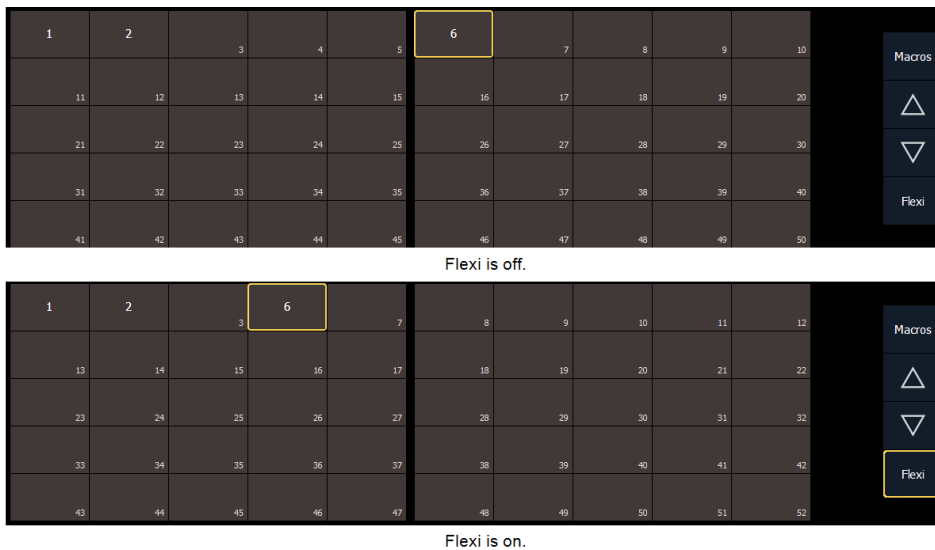 1 2 3 4 5 6 7 8 9 10
Macros
11 12 13 14 15 16 17 18 19 20
21 22 23 24 25 26 27 28 29 30
31 32 33 34 35 36 37 38 39 40
Flexi
41 42 43 44 45 46 47 48 49 50
Flexi is off.
1 2 3 6 7 8 9 10 11 12
Macros
13 14 15 16 17 18 19 20 21 22
23 24 25 26 27 28 29 30 31 32
33 34 35 36 37 38 39 40 41 42
Flexi
43 44 45 46 47 48 49 50 51 52
Flexi is on.